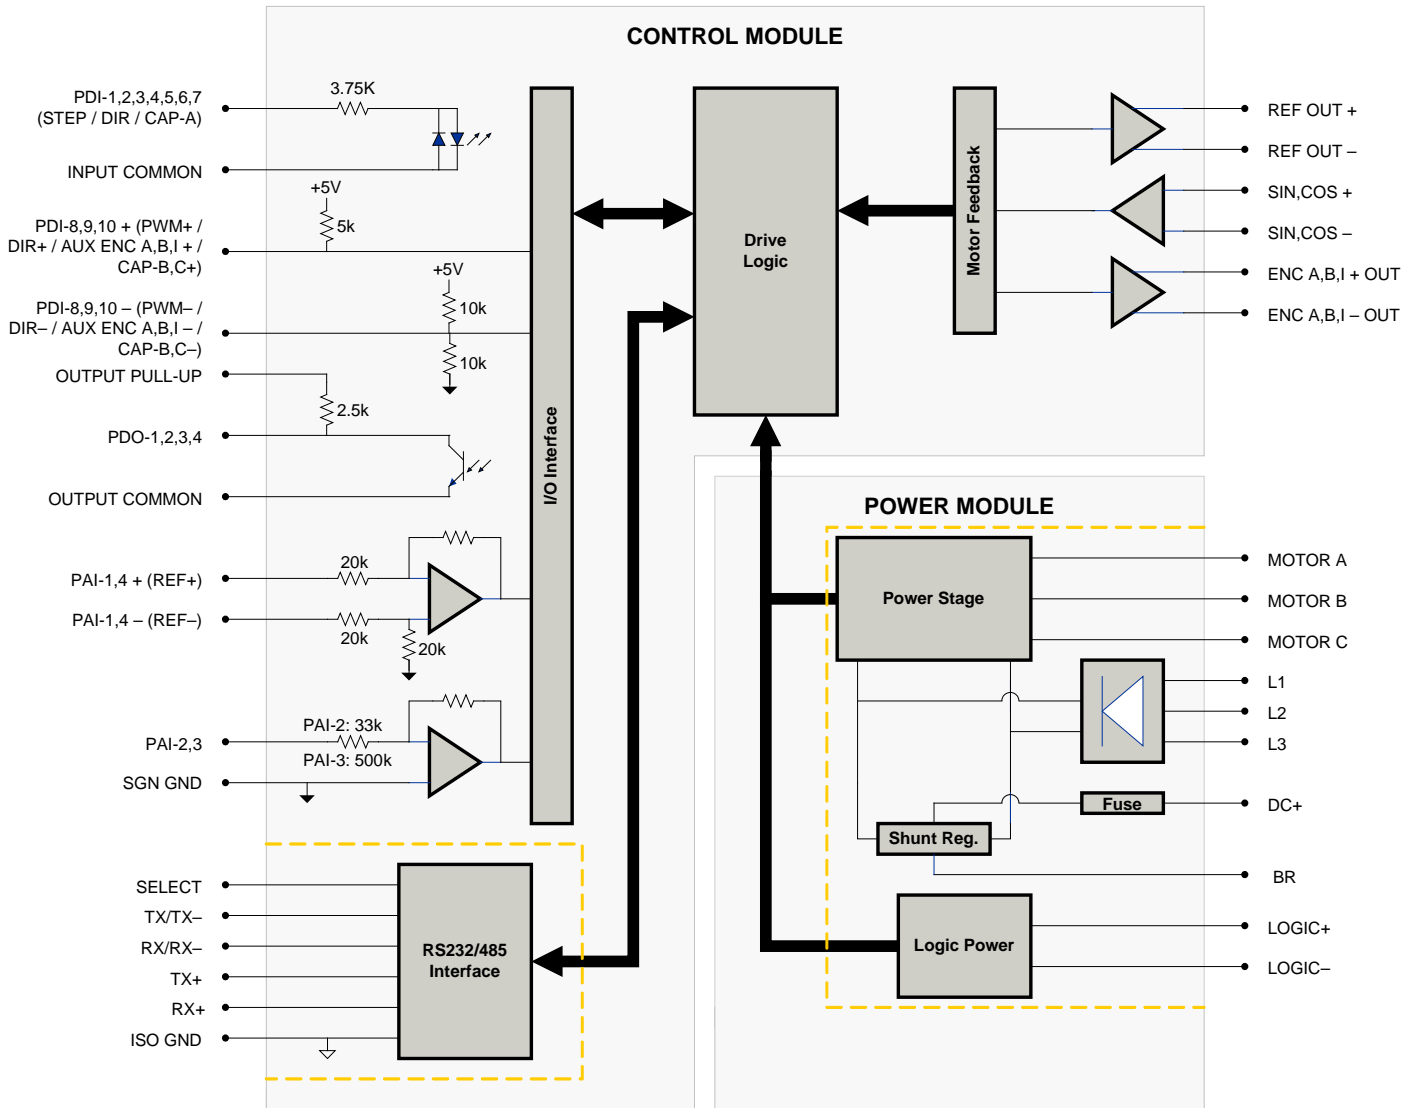 CONTROL MODULE
PDI-1,2,3,4,5,6,7
(STEP / DIR / CAP-A)
3.75K
INPUT COMMON
+5V
5k
PDI-8,9,10 + (PWM+ /
DIR+ / AUX ENC A,B,I + /
CAP-B,C+)
+5V
10k
PDI-8,9,10 – (PWM– /
DIR– / AUX ENC A,B,I – /
CAP-B,C–)
10k
OUTPUT PULL-UP
2.5k
PDO-1,2,3,4
OUTPUT COMMON
PAI-1,4 + (REF+)
20k
PAI-1,4 – (REF–)
20k
20k
PAI-2,3
PAI-2: 33k
PAI-3: 500k
SGN GND
I/O Interface
Drive
Logic
Motor Feedback
REF OUT +
REF OUT –
SIN,COS +
SIN,COS –
ENC A,B,I + OUT
ENC A,B,I – OUT
SELECT
TX/TX–
RX/RX–
TX+
RX+
ISO GND
RS232/485
Interface
POWER MODULE
Power Stage
MOTOR A
MOTOR B
MOTOR C
L1
L2
L3
Fuse
DC+
Shunt Reg.
BR
Logic Power
LOGIC+
LOGIC–